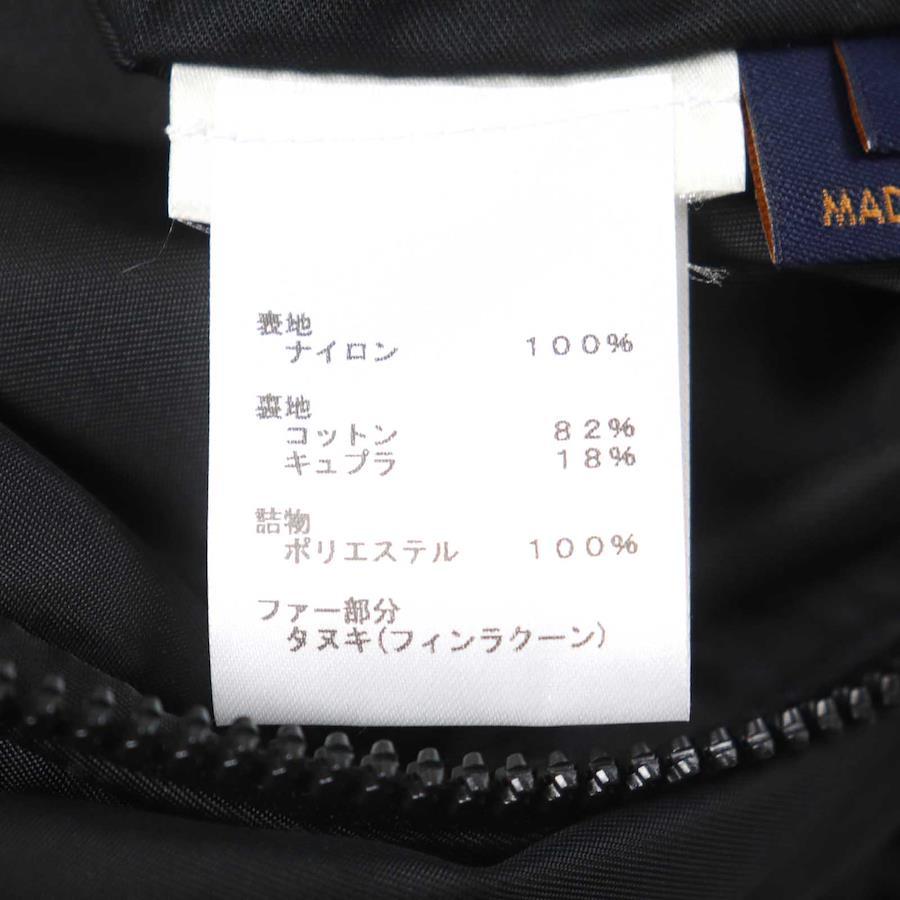 MAD
表地
ナイロン 100%
裏地
コットン 82%
キュプラ 18%
詰物
ポリエステル 100%
ファー部分
タヌキ(フィンラクーン)